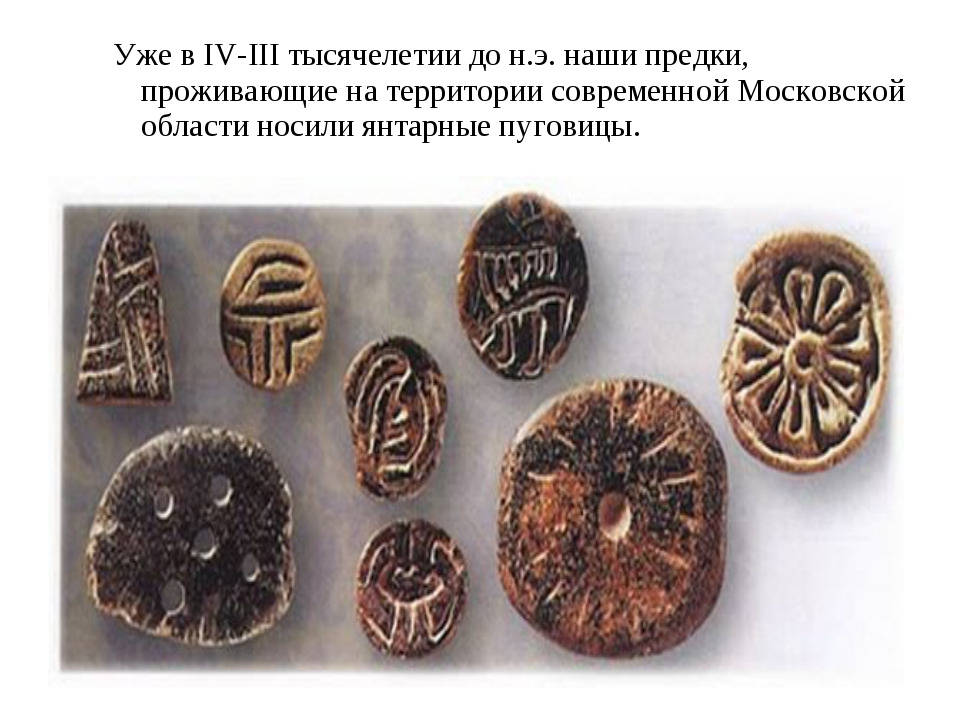 Уже в IV-III тысячелетии до н.э. наши предки,
проживающие на территории современной Московской
области носили янтарные пуговицы.